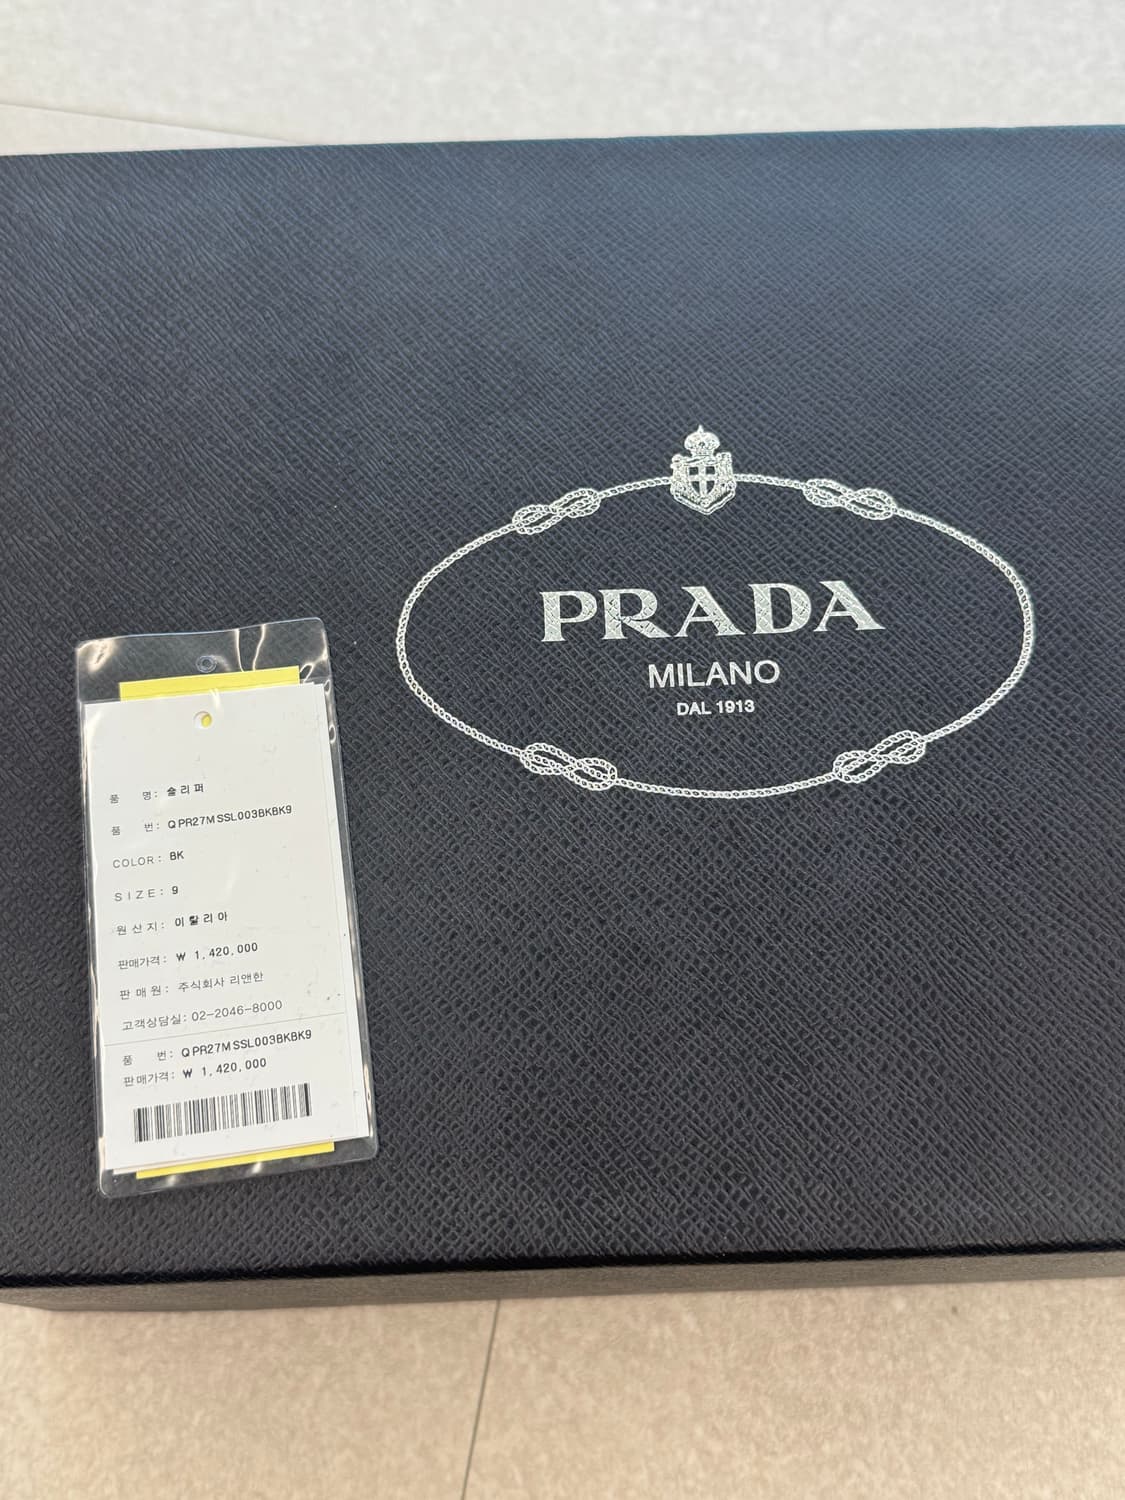 PRADA
MILANO
DAL 1913
품 명: 슬리퍼
품 번: QPR27MSSL003BKBK9
COLOR: BK
SIZE: 9
원산지: 이탈리아
판매가격: ₩ 1,420,000
판매원: 주식회사 리앤한
고객상담실: 02-2046-8000
품 번: QPR27MSSL003BKBK9
판매가격: ₩ 1,420,000